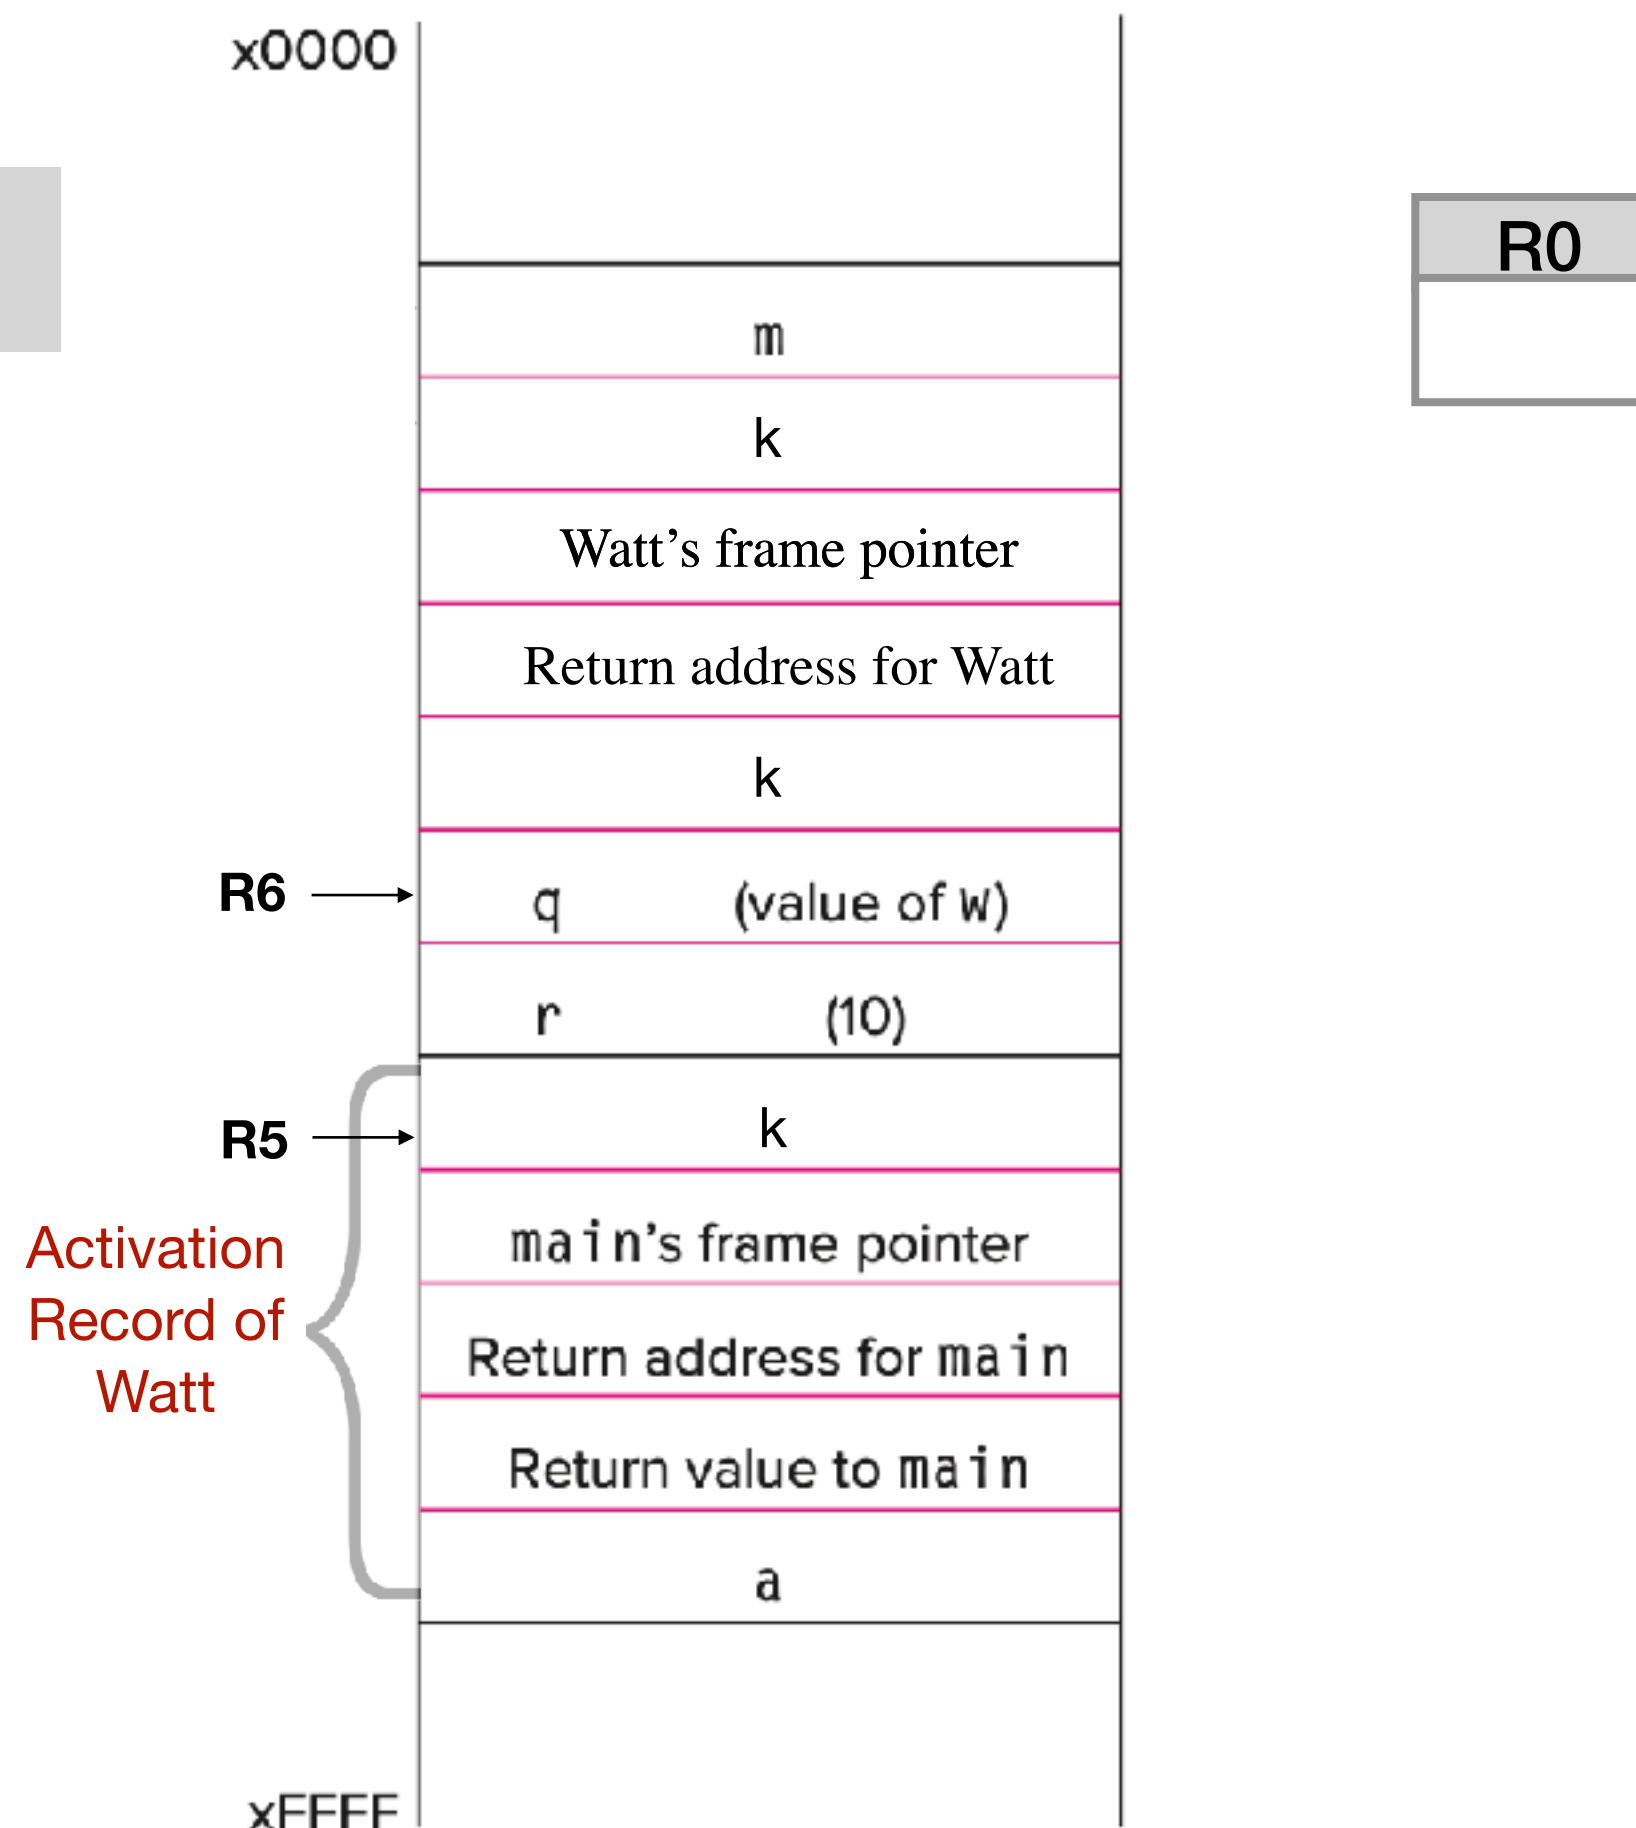 x0000
R0
m
k
Watt’s frame pointer
Return address for Watt
k
R6
q (value of w)
r (10)
R5
k
Activation
Record of
Watt
main’s frame pointer
Return address for main
Return value to main
a
xFFFF